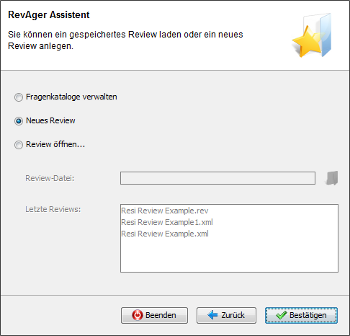 RevAger Assistent
Sie können ein gespeichertes Review laden oder ein neues
Review anlegen.
Fragenkataloge verwalten
Neues Review
Review öffnen...
Review-Datei:
Letzte Reviews:
Resi Review Example.rev
Resi Review Example1.xml
Resi Review Example.xml
Beenden
Zurück
Bestätigen